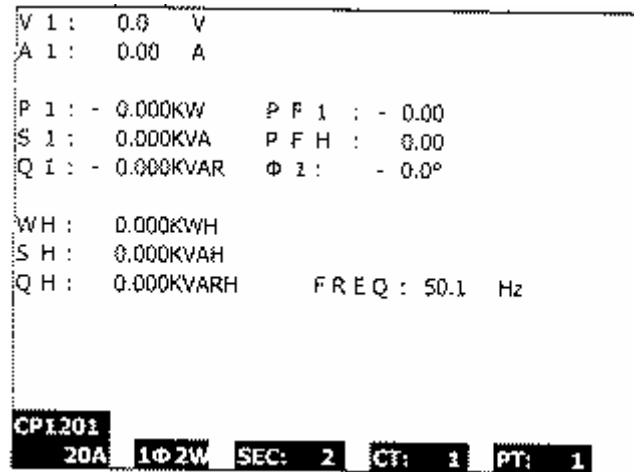 V 1 : 0.0 V
A 1 : 0.00 A
P 1 : - 0.000KW P F 1 : - 0.00
S 1 : 0.000KVA P F H : 0.00
Q 1 : - 0.000KVAR Φ 1 : - 0.0º
W H : 0.000KWH
S H : 0.000KVAH
Q H : 0.000KVARH F R E Q : 50.1 Hz
CP1201
20A 1Φ2W SEC: 2 CT: 1 PT: 1